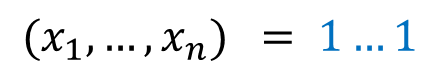 (x₁, ..., xₙ) = 1 ... 1